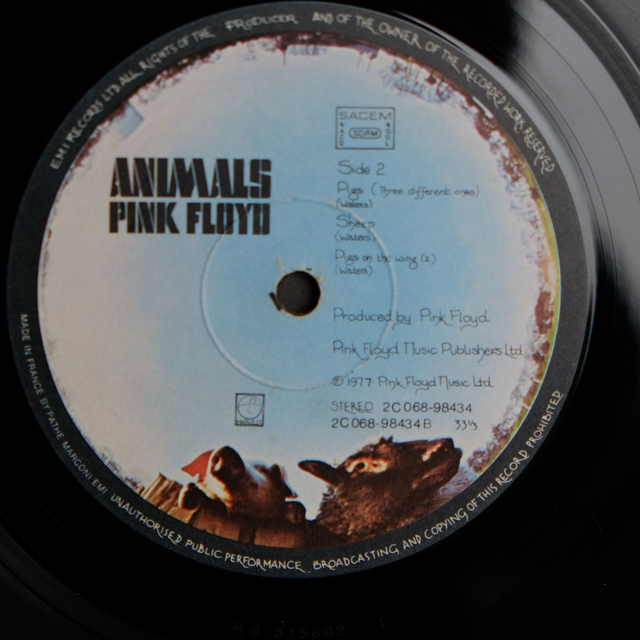 EMI RECORDS LTD ALL RIGHTS OF THE PRODUCER AND OF THE OWNER OF THE RECORDED WORK RESERVED
ANIMALS
PINK FLOYD
SACEM
SDRM
Side 2
Pigs (Three different ones)
(Waters)
Sheep
(Waters)
Pigs on the wing (2)
(Waters)
Produced by Pink Floyd
Pink Floyd Music Publishers Ltd.
© 1977 Pink Floyd Music Ltd.
STEREO 2C 068-98434
2C 068-98434 B 33⅓
MADE IN FRANCE BY PATHE MARCONI EMI UNAUTHORISED PUBLIC PERFORMANCE BROADCASTING AND COPYING OF THIS RECORD PROHIBITED